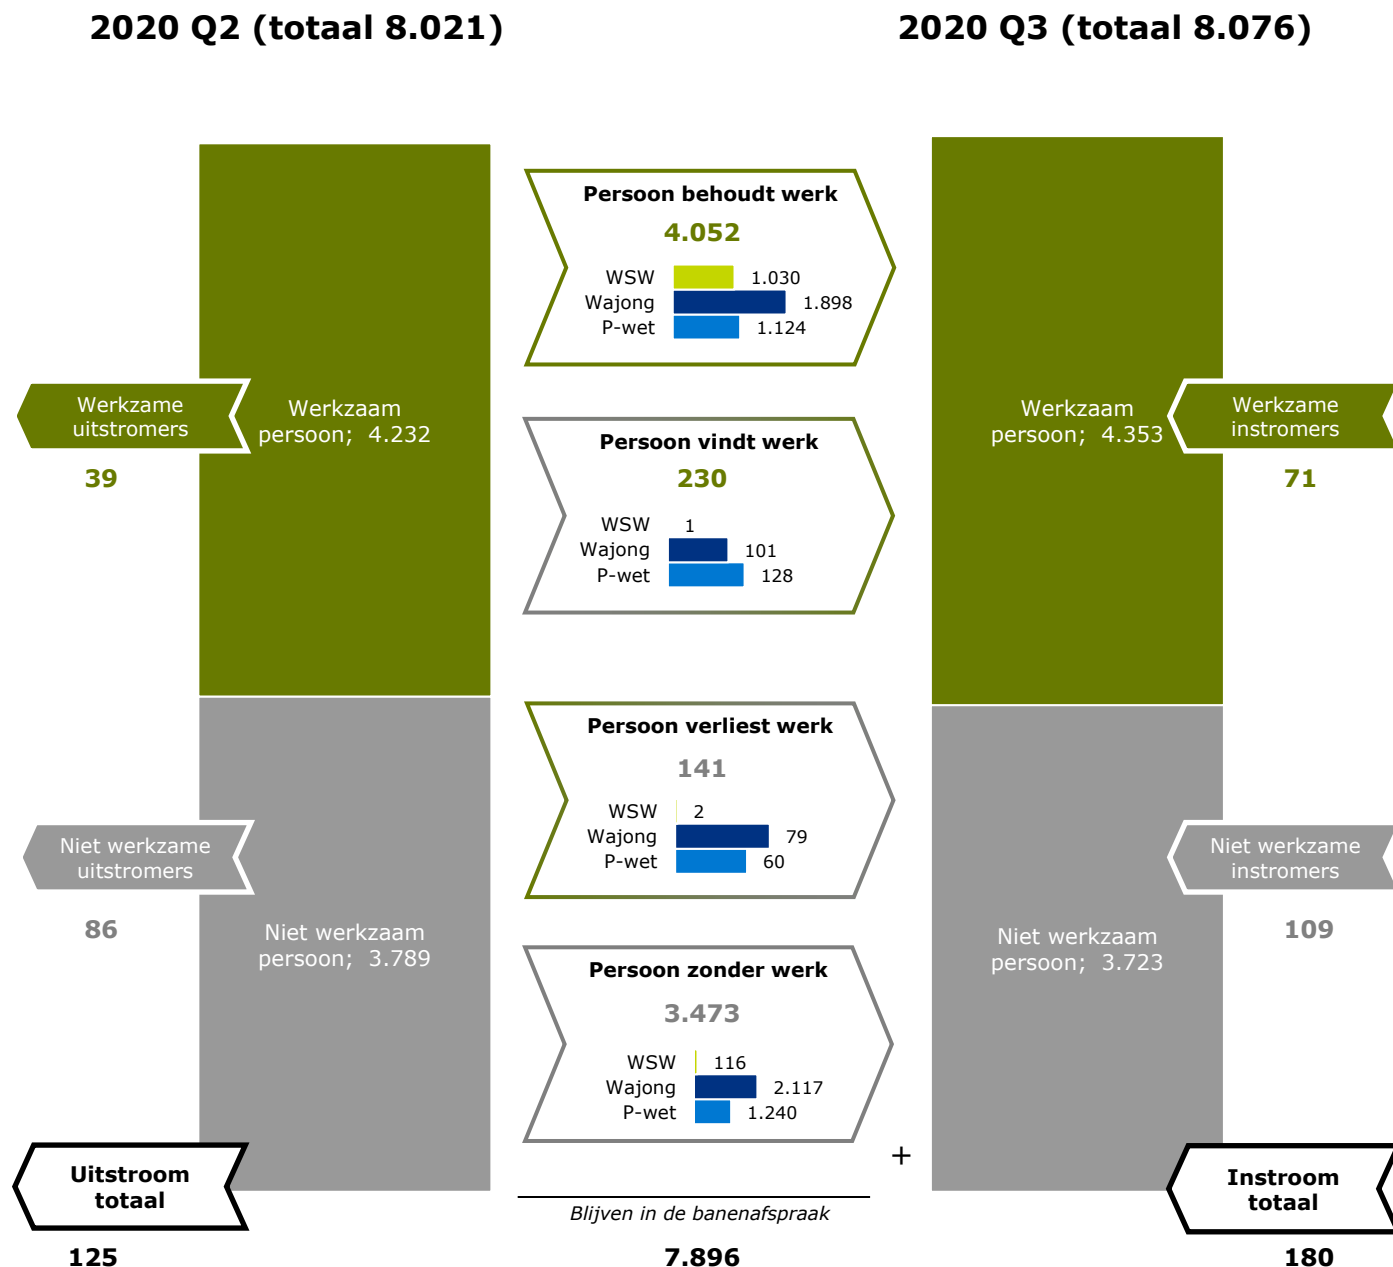 2020 Q2 (totaal 8.021)
2020 Q3 (totaal 8.076)
Persoon behoudt werk
4.052
WSW 1.030
Wajong 1.898
P-wet 1.124
Werkzame
uitstromers
39
Werkzaam
persoon; 4.232
Persoon vindt werk
230
WSW 1
Wajong 101
P-wet 128
Werkzaam
persoon; 4.353
Werkzame
instromers
71
Persoon verliest werk
141
WSW 2
Wajong 79
P-wet 60
Niet werkzame
uitstromers
86
Niet werkzaam
persoon; 3.789
Persoon zonder werk
3.473
WSW 116
Wajong 2.117
P-wet 1.240
Niet werkzaam
persoon; 3.723
Niet werkzame
instromers
109
Uitstroom
totaal
125
+
Blijven in de banenafspraak
7.896
Instroom
totaal
180